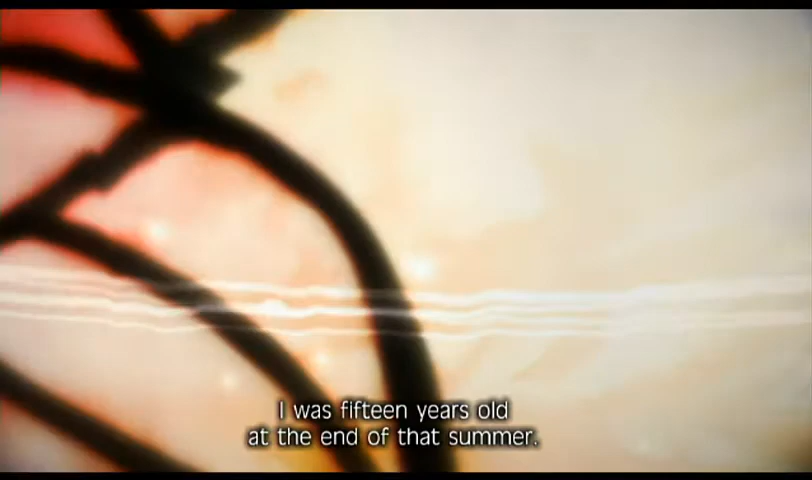 I was fifteen years old
at the end of that summer.